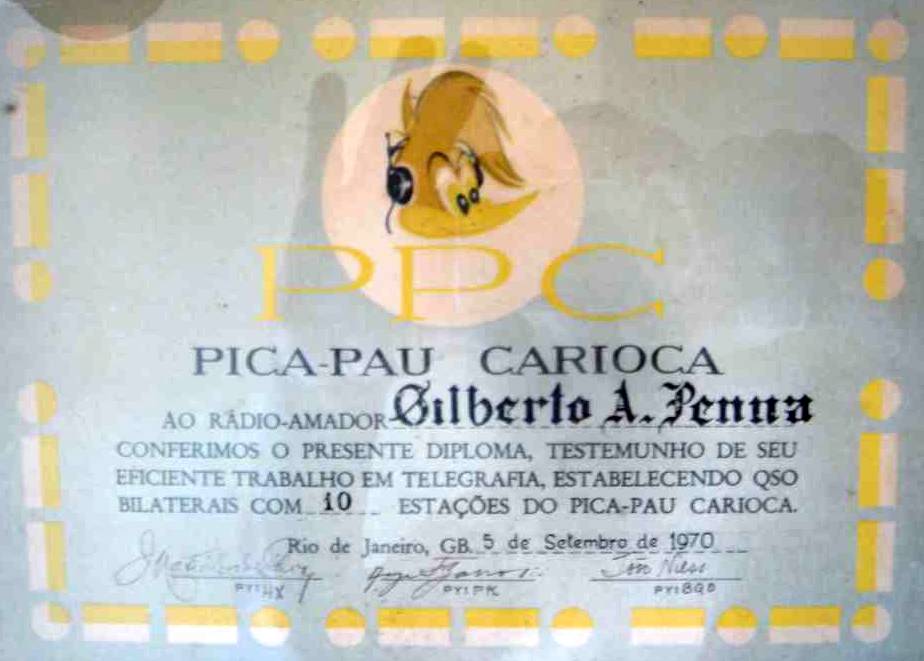 PPC
PICA-PAU CARIOCA
AO RÁDIO-AMADOR Gilberto A. Penna
CONFERIMOS O PRESENTE DIPLOMA, TESTEMUNHO DE SEU
EFICIENTE TRABALHO EM TELEGRAFIA, ESTABELECENDO QSO
BILATERAIS COM 10 ESTAÇÕES DO PICA-PAU CARIOCA.
Rio de Janeiro, GB. 5 de Setembro de 1970
PY1HX PY1PK PY1BQO